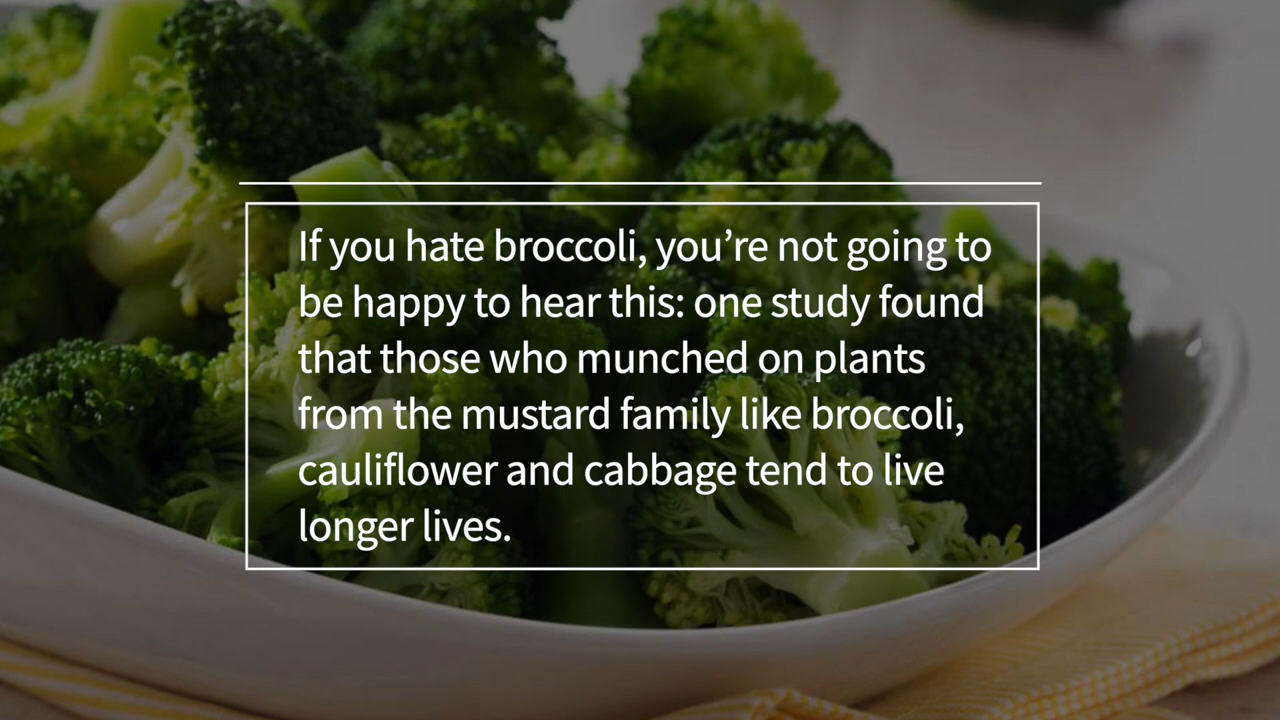 If you hate broccoli, you’re not going to
be happy to hear this: one study found
that those who munched on plants
from the mustard family like broccoli,
cauliflower and cabbage tend to live
longer lives.